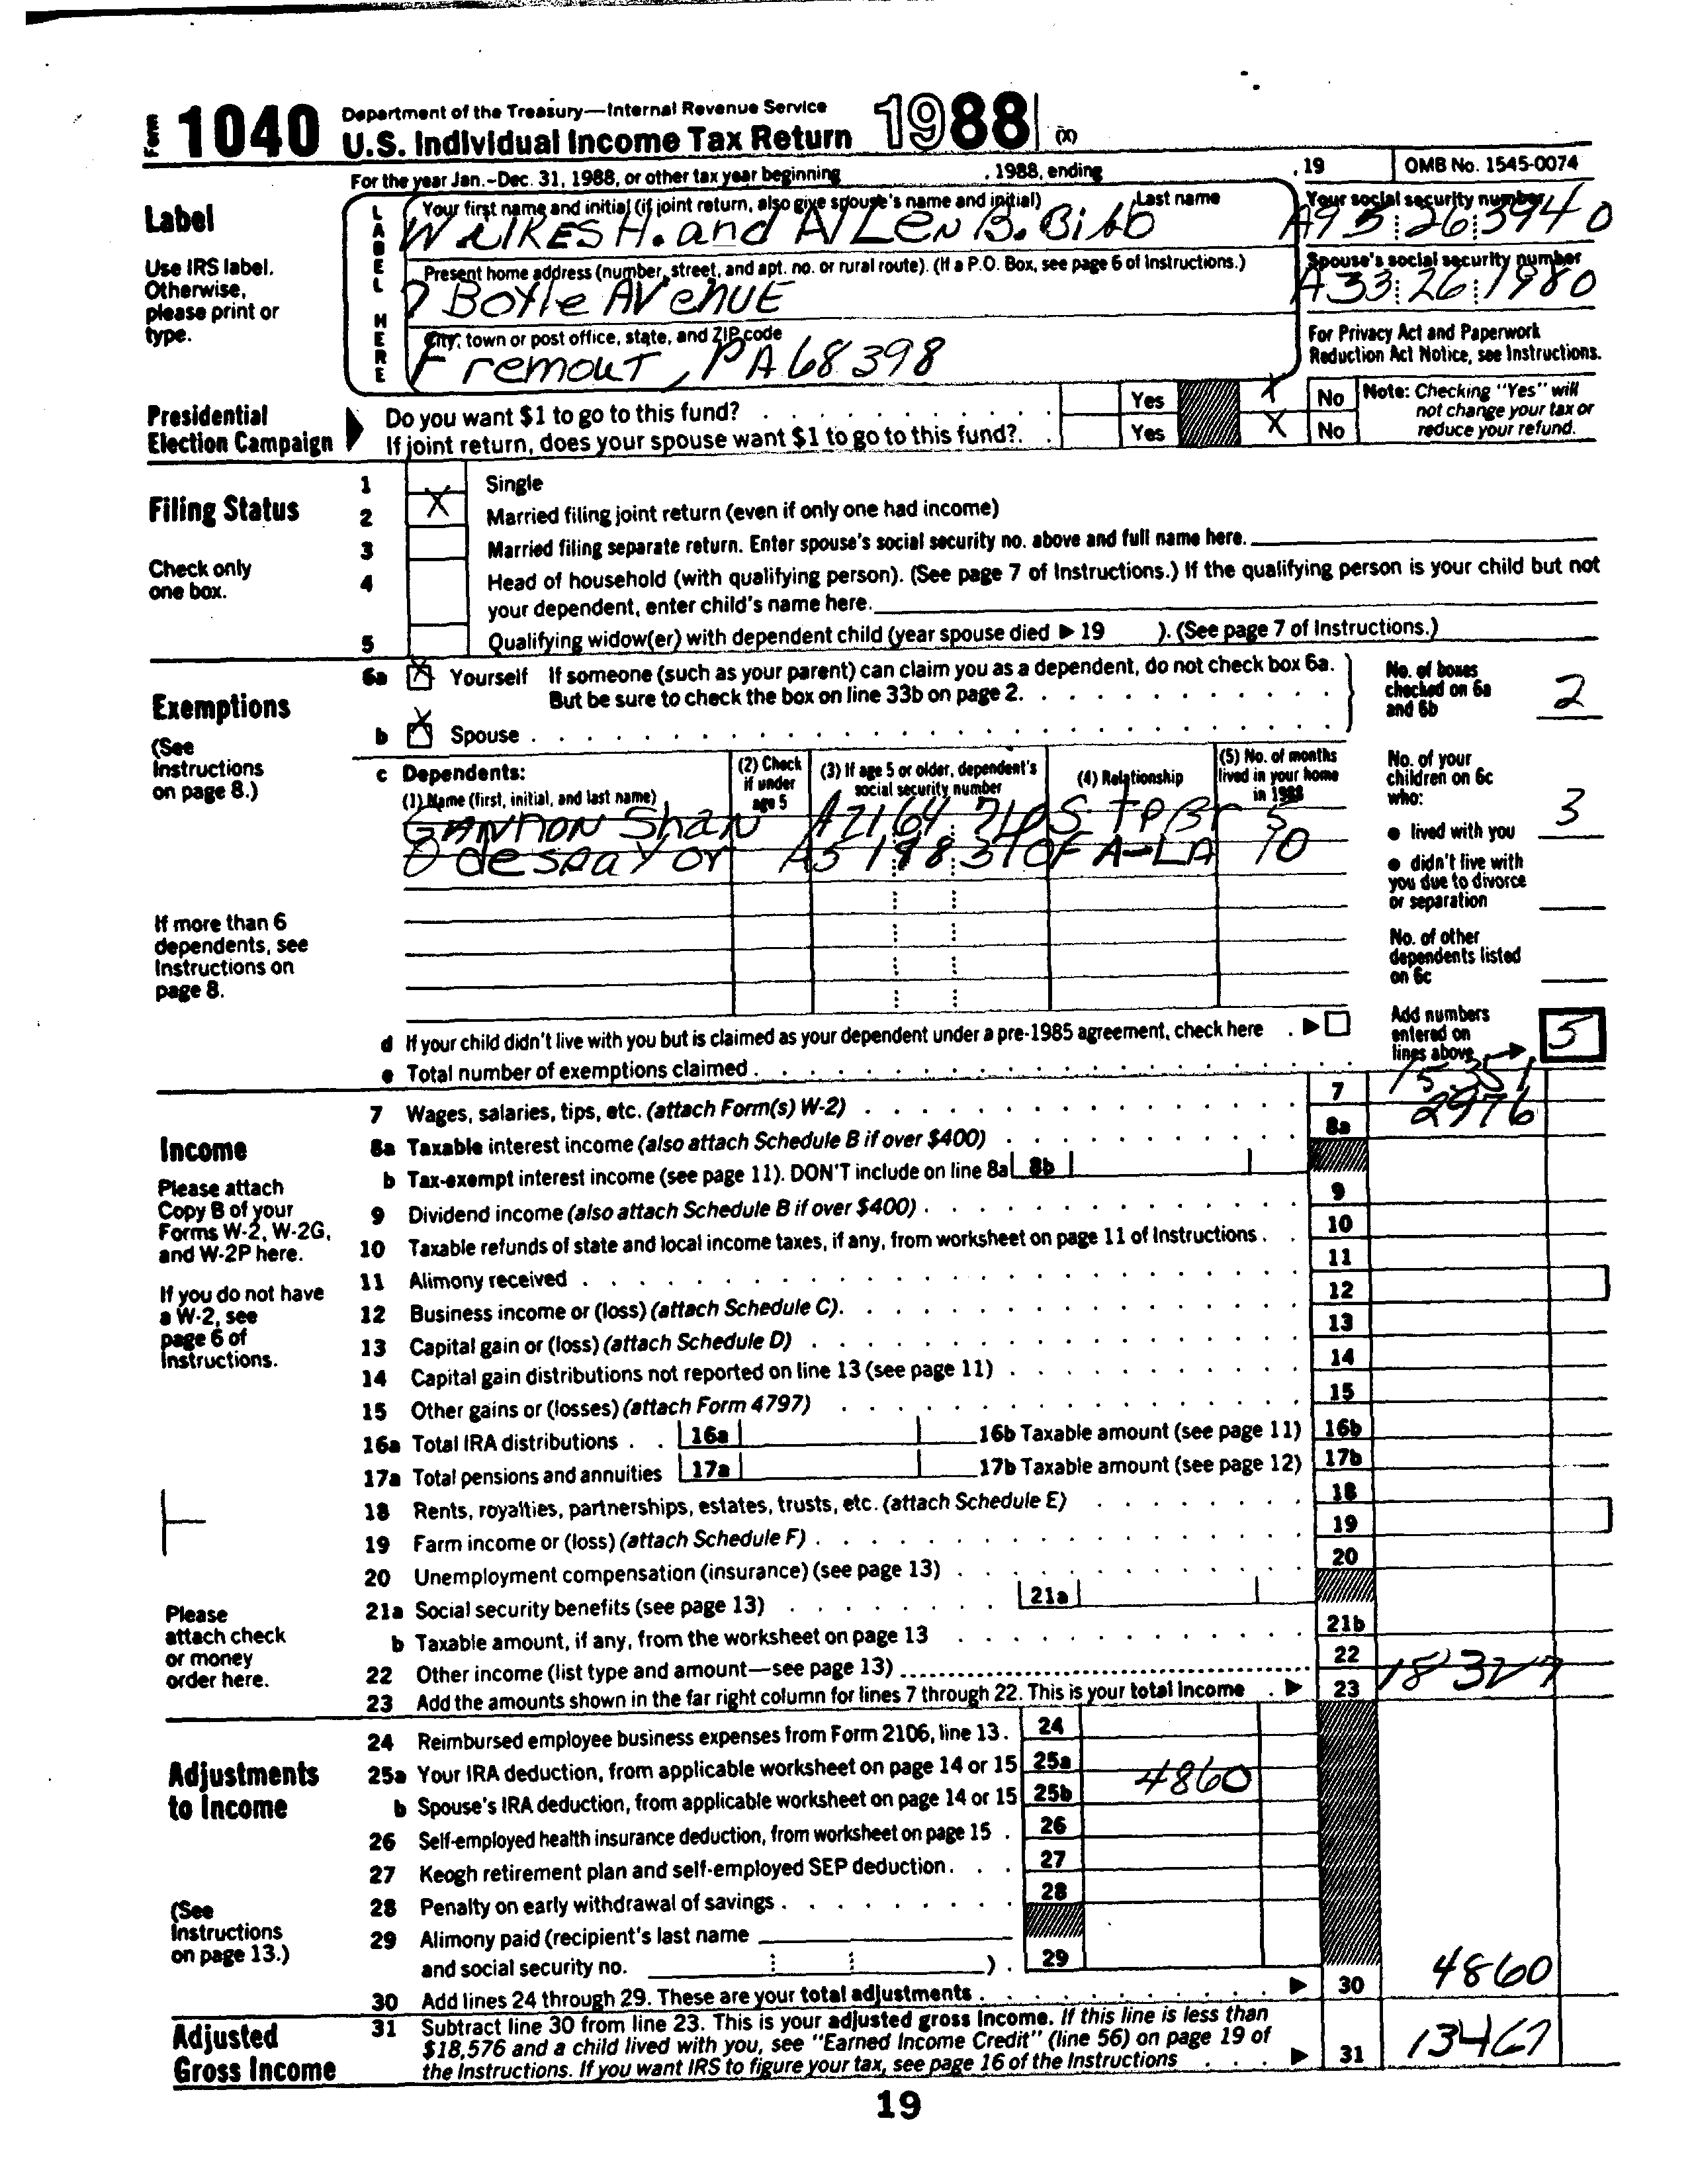 Form 1040 Department of the Treasury—Internal Revenue Service
U.S. Individual Income Tax Return 1988 (X)
For the year Jan.-Dec. 31, 1988, or other tax year beginning , 1988, ending , 19 OMB No. 1545-0074
Label
Use IRS label. Otherwise, please print or type.
LABEL HERE
Your first name and initial (if joint return, also give spouse's name and initial) Last name
WilKES H. and AlLeN B. Bibb
Your social security number
A95 26 3940
Present home address (number, street, and apt. no. or rural route). (If a P.O. Box, see page 6 of Instructions.)
7 Boyle AVenUE
Spouse's social security number
A33 26 1980
City, town or post office, state, and ZIP code
FremouT, PA 68398
For Privacy Act and Paperwork Reduction Act Notice, see Instructions.
Presidential Election Campaign
Do you want $1 to go to this fund? Yes X No
If joint return, does your spouse want $1 to go to this fund?. Yes X No
Note: Checking "Yes" will not change your tax or reduce your refund.
Filing Status
Check only one box.
1 Single
2 X Married filing joint return (even if only one had income)
3 Married filing separate return. Enter spouse's social security no. above and full name here.
4 Head of household (with qualifying person). (See page 7 of Instructions.) If the qualifying person is your child but not
your dependent, enter child's name here.
5 Qualifying widow(er) with dependent child (year spouse died ▶ 19 ). (See page 7 of Instructions.)
Exemptions
(See Instructions on page 8.)
6a X Yourself If someone (such as your parent) can claim you as a dependent, do not check box 6a.
But be sure to check the box on line 33b on page 2.
b X Spouse
No. of boxes checked on 6a and 6b 2
c Dependents:
(1) Name (first, initial, and last name)
(2) Check if under age 5
(3) If age 5 or older, dependent's social security number
(4) Relationship
(5) No. of months lived in your home in 1988
GANNON Shan A21 64 710 STPBr 5
Odessa Yor A51 98 310 FA-LA 10
No. of your children on 6c who:
● lived with you 3
● didn't live with you due to divorce or separation
No. of other dependents listed on 6c
If more than 6 dependents, see Instructions on page 8.
d If your child didn't live with you but is claimed as your dependent under a pre-1985 agreement, check here
e Total number of exemptions claimed
Add numbers entered on lines above 5
Income
Please attach Copy B of your Forms W-2, W-2G, and W-2P here.
If you do not have a W-2, see page 6 of Instructions.
Please attach check or money order here.
7 Wages, salaries, tips, etc. (attach Form(s) W-2) 7 15,351
8a Taxable interest income (also attach Schedule B if over $400) 8a 2976
b Tax-exempt interest income (see page 11). DON'T include on line 8a 8b
9 Dividend income (also attach Schedule B if over $400) 9
10 Taxable refunds of state and local income taxes, if any, from worksheet on page 11 of Instructions 10
11 Alimony received 11
12 Business income or (loss) (attach Schedule C). 12
13 Capital gain or (loss) (attach Schedule D) 13
14 Capital gain distributions not reported on line 13 (see page 11) 14
15 Other gains or (losses) (attach Form 4797) 15
16a Total IRA distributions 16a 16b Taxable amount (see page 11) 16b
17a Total pensions and annuities 17a 17b Taxable amount (see page 12) 17b
18 Rents, royalties, partnerships, estates, trusts, etc. (attach Schedule E) 18
19 Farm income or (loss) (attach Schedule F) 19
20 Unemployment compensation (insurance) (see page 13) 20
21a Social security benefits (see page 13) 21a
b Taxable amount, if any, from the worksheet on page 13 21b
22 Other income (list type and amount—see page 13) 22
23 Add the amounts shown in the far right column for lines 7 through 22. This is your total income ▶ 23 18327
Adjustments to Income
(See Instructions on page 13.)
24 Reimbursed employee business expenses from Form 2106, line 13. 24
25a Your IRA deduction, from applicable worksheet on page 14 or 15 25a 4860
b Spouse's IRA deduction, from applicable worksheet on page 14 or 15 25b
26 Self-employed health insurance deduction, from worksheet on page 15 26
27 Keogh retirement plan and self-employed SEP deduction 27
28 Penalty on early withdrawal of savings 28
29 Alimony paid (recipient's last name
and social security no. ) 29
30 Add lines 24 through 29. These are your total adjustments ▶ 30 4860
Adjusted Gross Income
31 Subtract line 30 from line 23. This is your adjusted gross income. If this line is less than
$18,576 and a child lived with you, see "Earned Income Credit" (line 56) on page 19 of
the Instructions. If you want IRS to figure your tax, see page 16 of the Instructions ▶ 31 13467
19